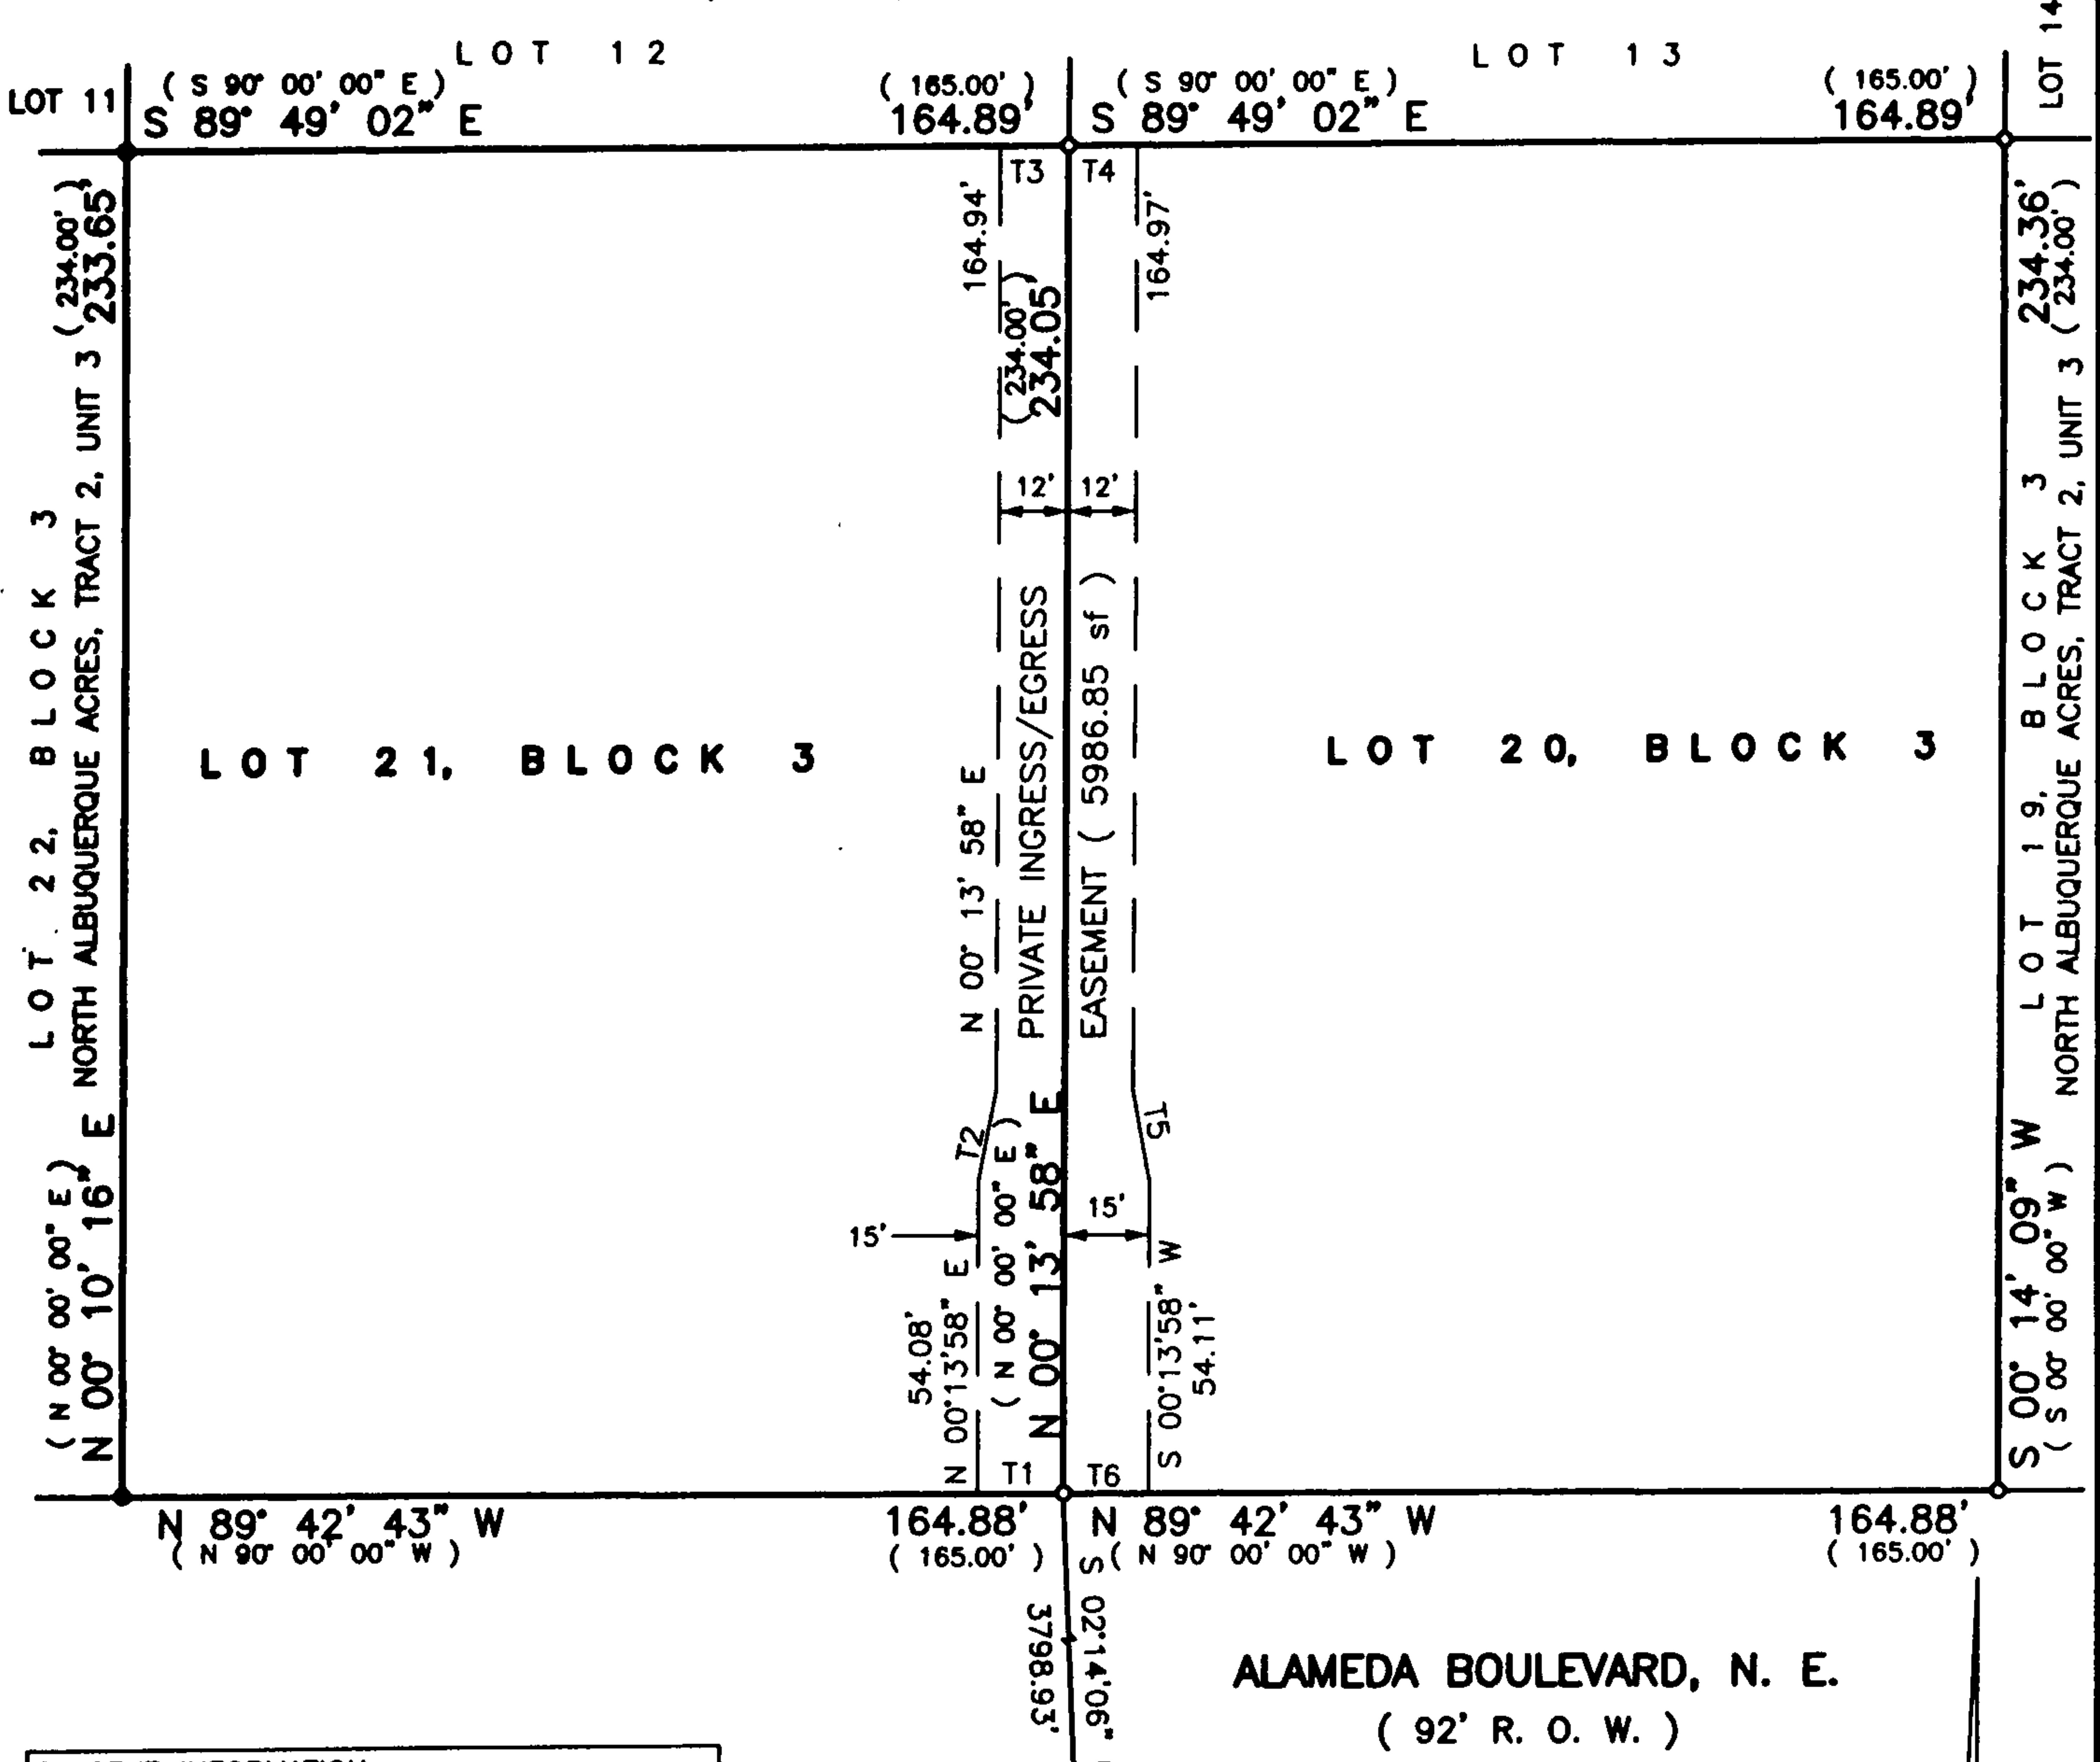 LOT 12
LOT 13
LOT 14
LOT 11
( S 90° 00' 00" E )
( 165.00' )
( S 90° 00' 00" E )
( 165.00' )
S 89° 49' 02" E
164.89'
S 89° 49' 02" E
164.89'
T3
T4
LOT 22, BLOCK 3
NORTH ALBUQUERQUE ACRES, TRACT 2, UNIT 3
( 234.00' )
233.65'
( N 00° 00' 00" E )
N 00° 10' 16" E
LOT 21, BLOCK 3
164.94'
N 00° 13' 58" E
( 234.00' )
234.05'
164.97'
12'
12'
PRIVATE INGRESS/EGRESS
EASEMENT ( 5986.85 sf )
LOT 20, BLOCK 3
234.36'
( 234.00' )
LOT 19, BLOCK 3
NORTH ALBUQUERQUE ACRES, TRACT 2, UNIT 3
S 00° 14' 09" W
( S 00° 00' 00" W )
T2
T5
15'
15'
54.08'
N 00°13'58" E
( N 00° 00' 00" E )
N 00° 13' 58" E
S 00°13'58" W
54.11'
T1
T6
N 89° 42' 43" W
164.88'
N 89° 42' 43" W
164.88'
( N 90° 00' 00" W )
( 165.00' )
( N 90° 00' 00" W )
( 165.00' )
S 02°14'06"
3798.93'
ALAMEDA BOULEVARD, N. E.
( 92' R. O. W. )